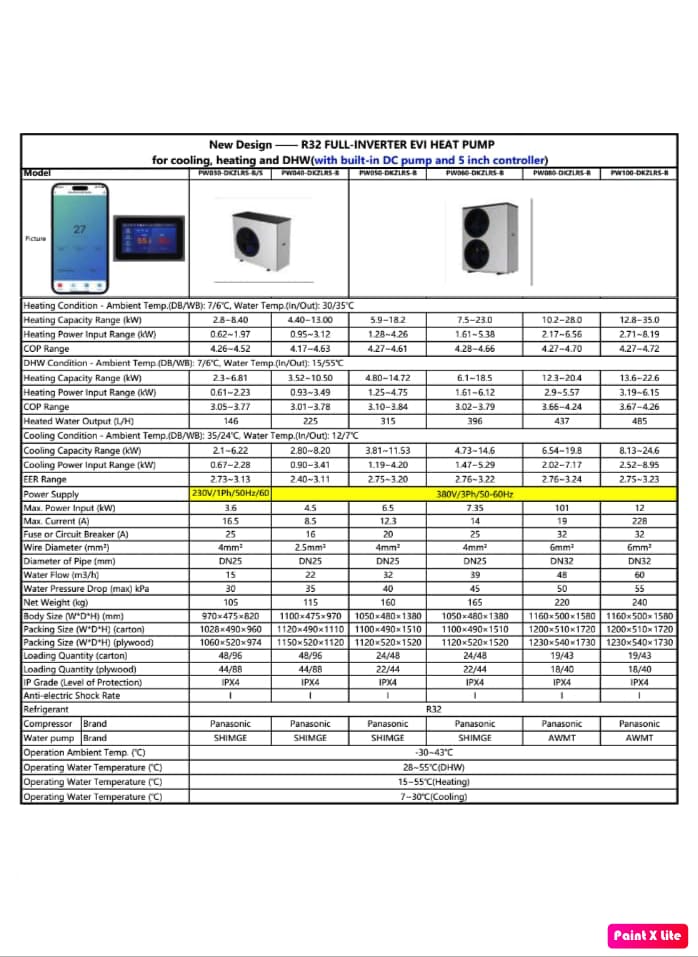 New Design —— R32 FULL-INVERTER EVI HEAT PUMP
for cooling, heating and DHW(with built-in DC pump and 5 inch controller)
Model PW030-DKZLRS-B/S PW040-DKZLRS-B PW050-DKZLRS-B PW060-DKZLRS-B PW080-DKZLRS-B PW100-DKZLRS-B
27
Picture
Heating Condition - Ambient Temp.(DB/WB): 7/6℃, Water Temp.(In/Out): 30/35℃
Heating Capacity Range (kW) 2.8~8.40 4.40~13.00 5.9~18.2 7.5~23.0 10.2~28.0 12.8~35.0
Heating Power Input Range (kW) 0.62~1.97 0.95~3.12 1.28~4.26 1.61~5.38 2.17~6.56 2.71~8.19
COP Range 4.26~4.52 4.17~4.63 4.27~4.61 4.28~4.66 4.27~4.70 4.27~4.72
DHW Condition - Ambient Temp.(DB/WB): 7/6℃, Water Temp.(In/Out): 15/55℃
Heating Capacity Range (kW) 2.3~6.81 3.52~10.50 4.80~14.72 6.1~18.5 12.3~20.4 13.6~22.6
Heating Power Input Range (kW) 0.61~2.23 0.93~3.49 1.25~4.75 1.61~6.12 2.9~5.57 3.19~6.15
COP Range 3.05~3.77 3.01~3.78 3.10~3.84 3.02~3.79 3.66~4.24 3.67~4.26
Heated Water Output (L/H) 146 225 315 396 437 485
Cooling Condition - Ambient Temp.(DB/WB): 35/24℃, Water Temp.(In/Out): 12/7℃
Cooling Capacity Range (kW) 2.1~6.22 2.80~8.20 3.81~11.53 4.73~14.6 6.54~19.8 8.13~24.6
Cooling Power Input Range (kW) 0.67~2.28 0.90~3.41 1.19~4.20 1.47~5.29 2.02~7.17 2.52~8.95
EER Range 2.73~3.13 2.40~3.11 2.75~3.20 2.76~3.22 2.76~3.24 2.75~3.23
Power Supply 230V/1Ph/50Hz/60 380V/3Ph/50-60Hz
Max. Power Input (kW) 3.6 4.5 6.5 7.35 101 12
Max. Current (A) 16.5 8.5 12.3 14 19 228
Fuse or Circuit Breaker (A) 25 16 20 25 32 32
Wire Diameter (mm²) 4mm² 2.5mm² 4mm² 4mm² 6mm² 6mm²
Diameter of Pipe (mm) DN25 DN25 DN25 DN25 DN32 DN32
Water Flow (m3/h) 15 22 32 39 48 60
Water Pressure Drop (max) kPa 30 35 40 45 50 55
Net Weight (kg) 105 115 160 165 220 240
Body Size (W*D*H) (mm) 970×475×820 1100×475×970 1050×480×1380 1050×480×1380 1160×500×1580 1160×500×1580
Packing Size (W*D*H) (carton) 1028×490×960 1120×490×1110 1100×490×1510 1100×490×1510 1200×510×1720 1200×510×1720
Packing Size (W*D*H) (plywood) 1060×520×974 1150×520×1120 1120×520×1520 1120×520×1520 1230×540×1730 1230×540×1730
Loading Quantity (carton) 48/96 48/96 24/48 24/48 19/43 19/43
Loading Quantity (plywood) 44/88 44/88 22/44 22/44 18/40 18/40
IP Grade (Level of Protection) IPX4 IPX4 IPX4 IPX4 IPX4 IPX4
Anti-electric Shock Rate I I I I I I
Refrigerant R32
Compressor Brand Panasonic Panasonic Panasonic Panasonic Panasonic Panasonic
Water pump Brand SHIMGE SHIMGE SHIMGE SHIMGE AWMT AWMT
Operation Ambient Temp. (℃) -30~43℃
Operating Water Temperature (℃) 28~55℃(DHW)
Operating Water Temperature (℃) 15~55℃(Heating)
Operating Water Temperature (℃) 7~30℃(Cooling)
Paint X lite